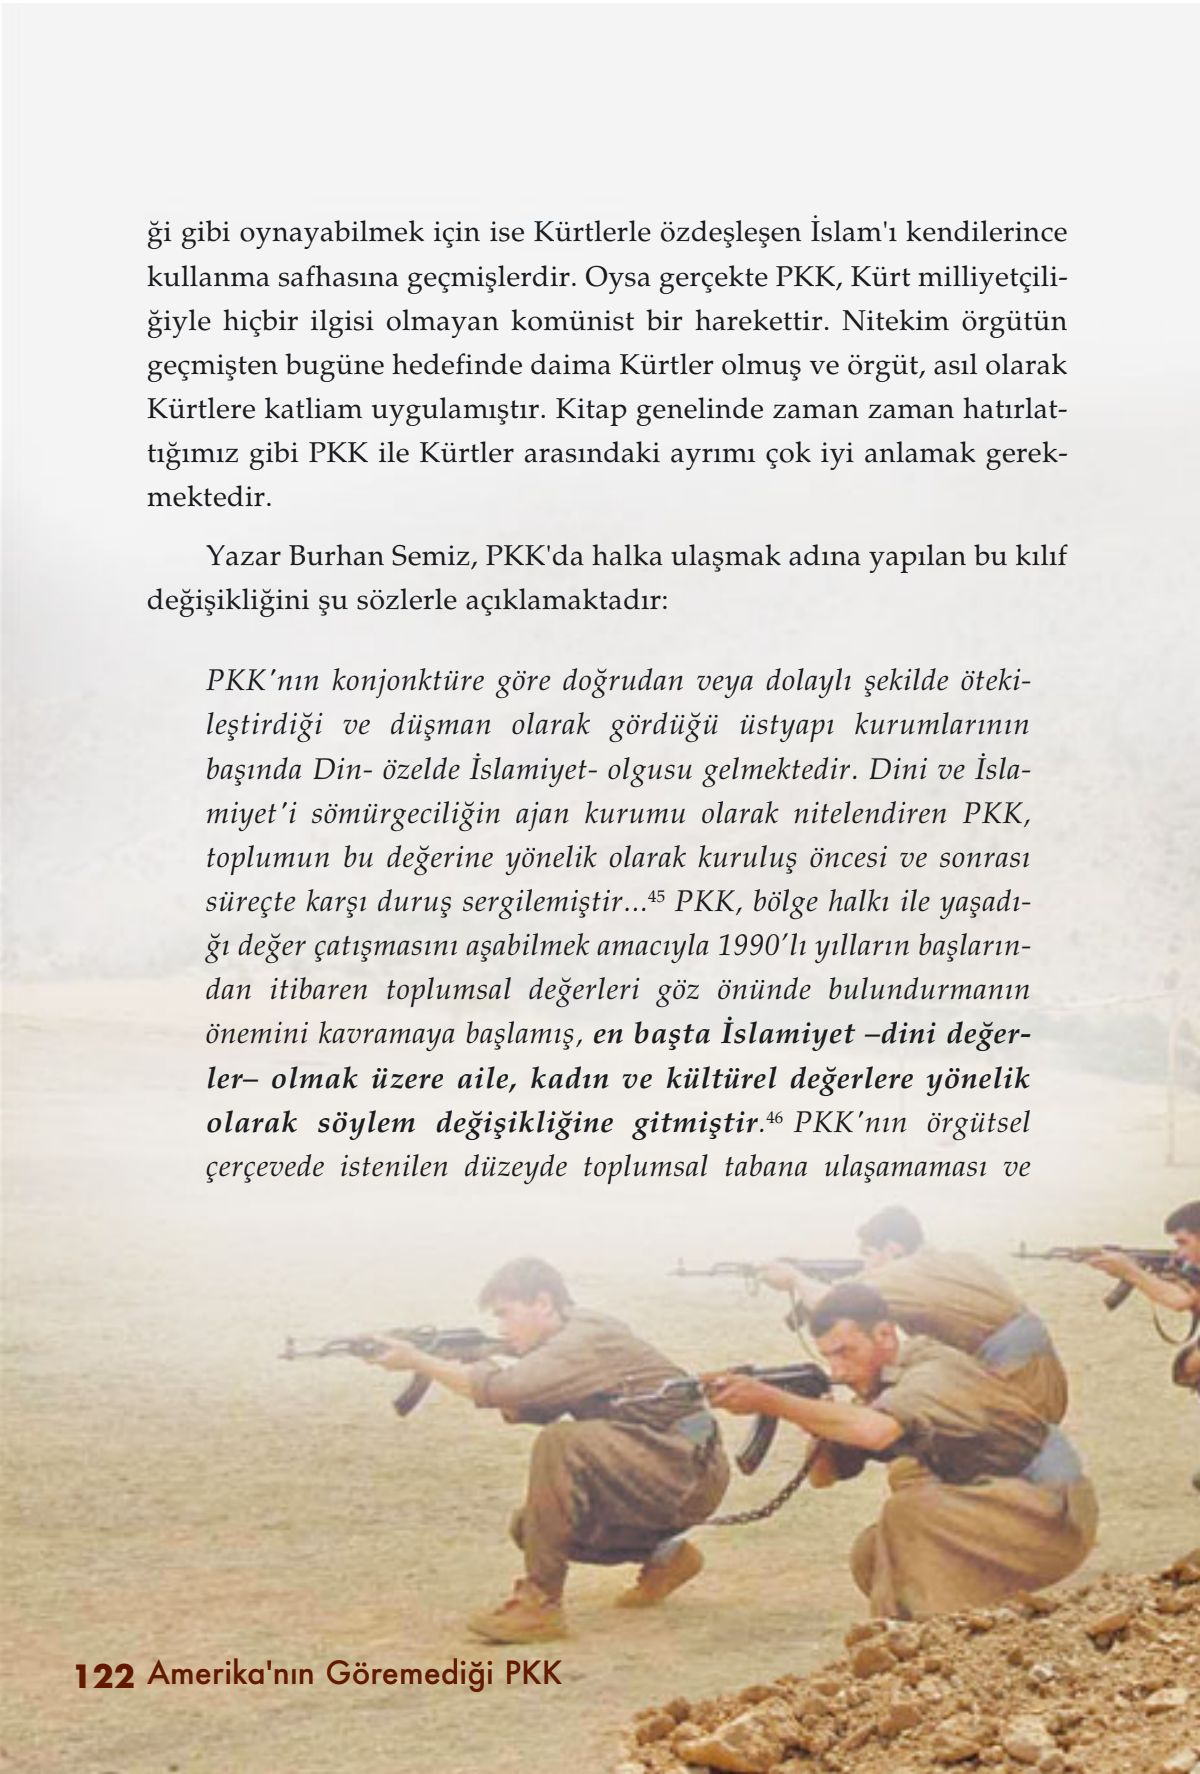 ği gibi oynayabilmek için ise Kürtlerle özdeşleşen İslam'ı kendilerince
kullanma safhasına geçmişlerdir. Oysa gerçekte PKK, Kürt milliyetçili-
ğiyle hiçbir ilgisi olmayan komünist bir harekettir. Nitekim örgütün
geçmişten bugüne hedefinde daima Kürtler olmuş ve örgüt, asıl olarak
Kürtlere katliam uygulamıştır. Kitap genelinde zaman zaman hatırlat-
tığımız gibi PKK ile Kürtler arasındaki ayrımı çok iyi anlamak gerek-
mektedir.
Yazar Burhan Semiz, PKK'da halka ulaşmak adına yapılan bu kılıf
değişikliğini şu sözlerle açıklamaktadır:
PKK'nın konjonktüre göre doğrudan veya dolaylı şekilde öteki-
leştirdiği ve düşman olarak gördüğü üstyapı kurumlarının
başında Din- özelde İslamiyet- olgusu gelmektedir. Dini ve İsla-
miyet'i sömürgeciliğin ajan kurumu olarak nitelendiren PKK,
toplumun bu değerine yönelik olarak kuruluş öncesi ve sonrası
süreçte karşı duruş sergilemiştir...⁴⁵ PKK, bölge halkı ile yaşadı-
ğı değer çatışmasını aşabilmek amacıyla 1990’lı yılların başların-
dan itibaren toplumsal değerleri göz önünde bulundurmanın
önemini kavramaya başlamış, en başta İslamiyet –dini değer-
ler– olmak üzere aile, kadın ve kültürel değerlere yönelik
olarak söylem değişikliğine gitmiştir.⁴⁶ PKK'nın örgütsel
çerçevede istenilen düzeyde toplumsal tabana ulaşamaması ve
122 Amerika'nın Göremediği PKK